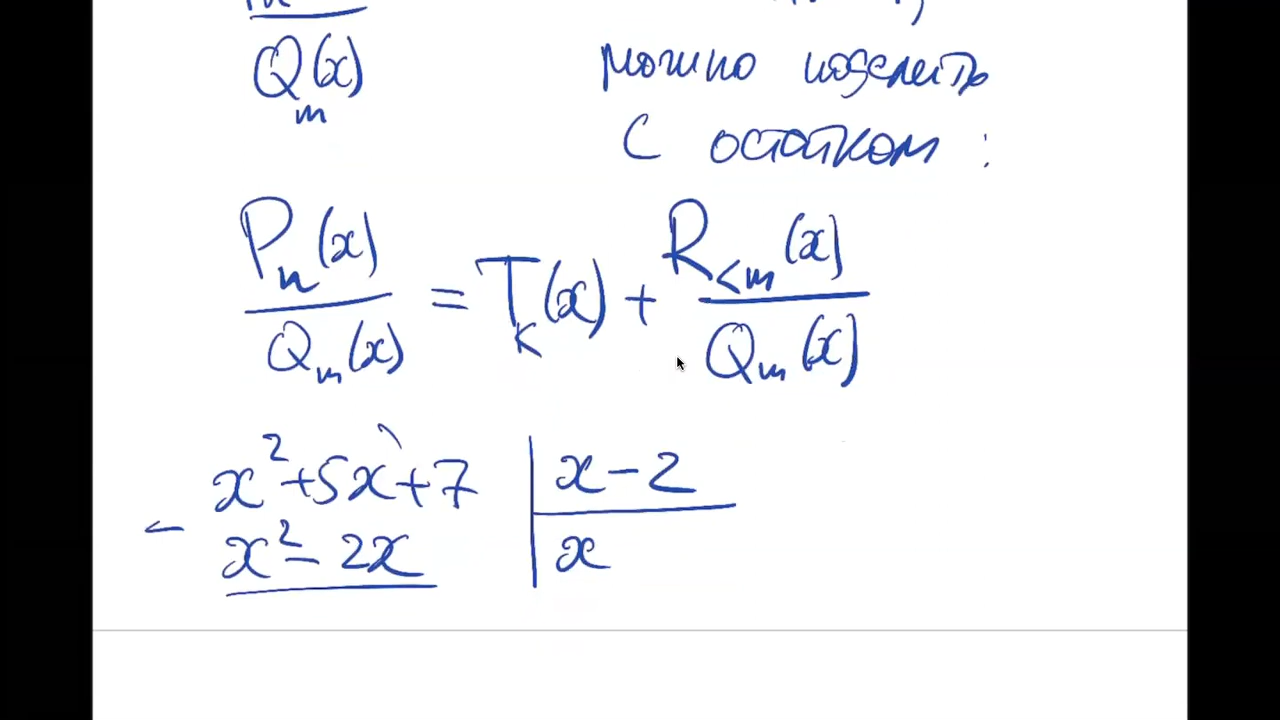 Q_m(x)
можно поделить
с остатком :
P_n(x) / Q_m(x) = T_k(x) + R_{<m}(x) / Q_m(x)
x² + 5x + 7 | x - 2
- x² - 2x | x